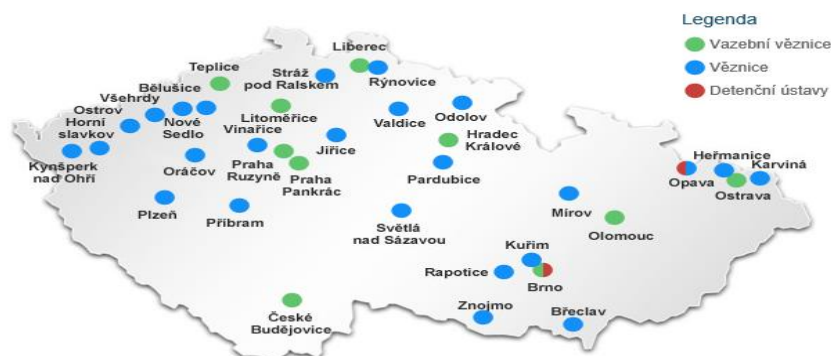 Legenda
Vazební věznice
Věznice
Detenční ústavy
Liberec
Teplice
Stráž
pod Ralskem
Rýnovice
Bělušice
Všehrdy
Ostrov
Horní
slavkov
Nové
Sedlo
Litoměřice
Vinařice
Valdice
Odolov
Hradec
Králové
Jiřice
Kynšperk
nad Ohří
Oráčov
Praha
Ruzyně
Praha
Pankrác
Pardubice
Heřmanice
Karviná
Opava
Ostrava
Plzeň
Příbram
Světlá
nad Sázavou
Mírov
Olomouc
Kuřim
Rapotice
Brno
Znojmo
Břeclav
České
Budějovice